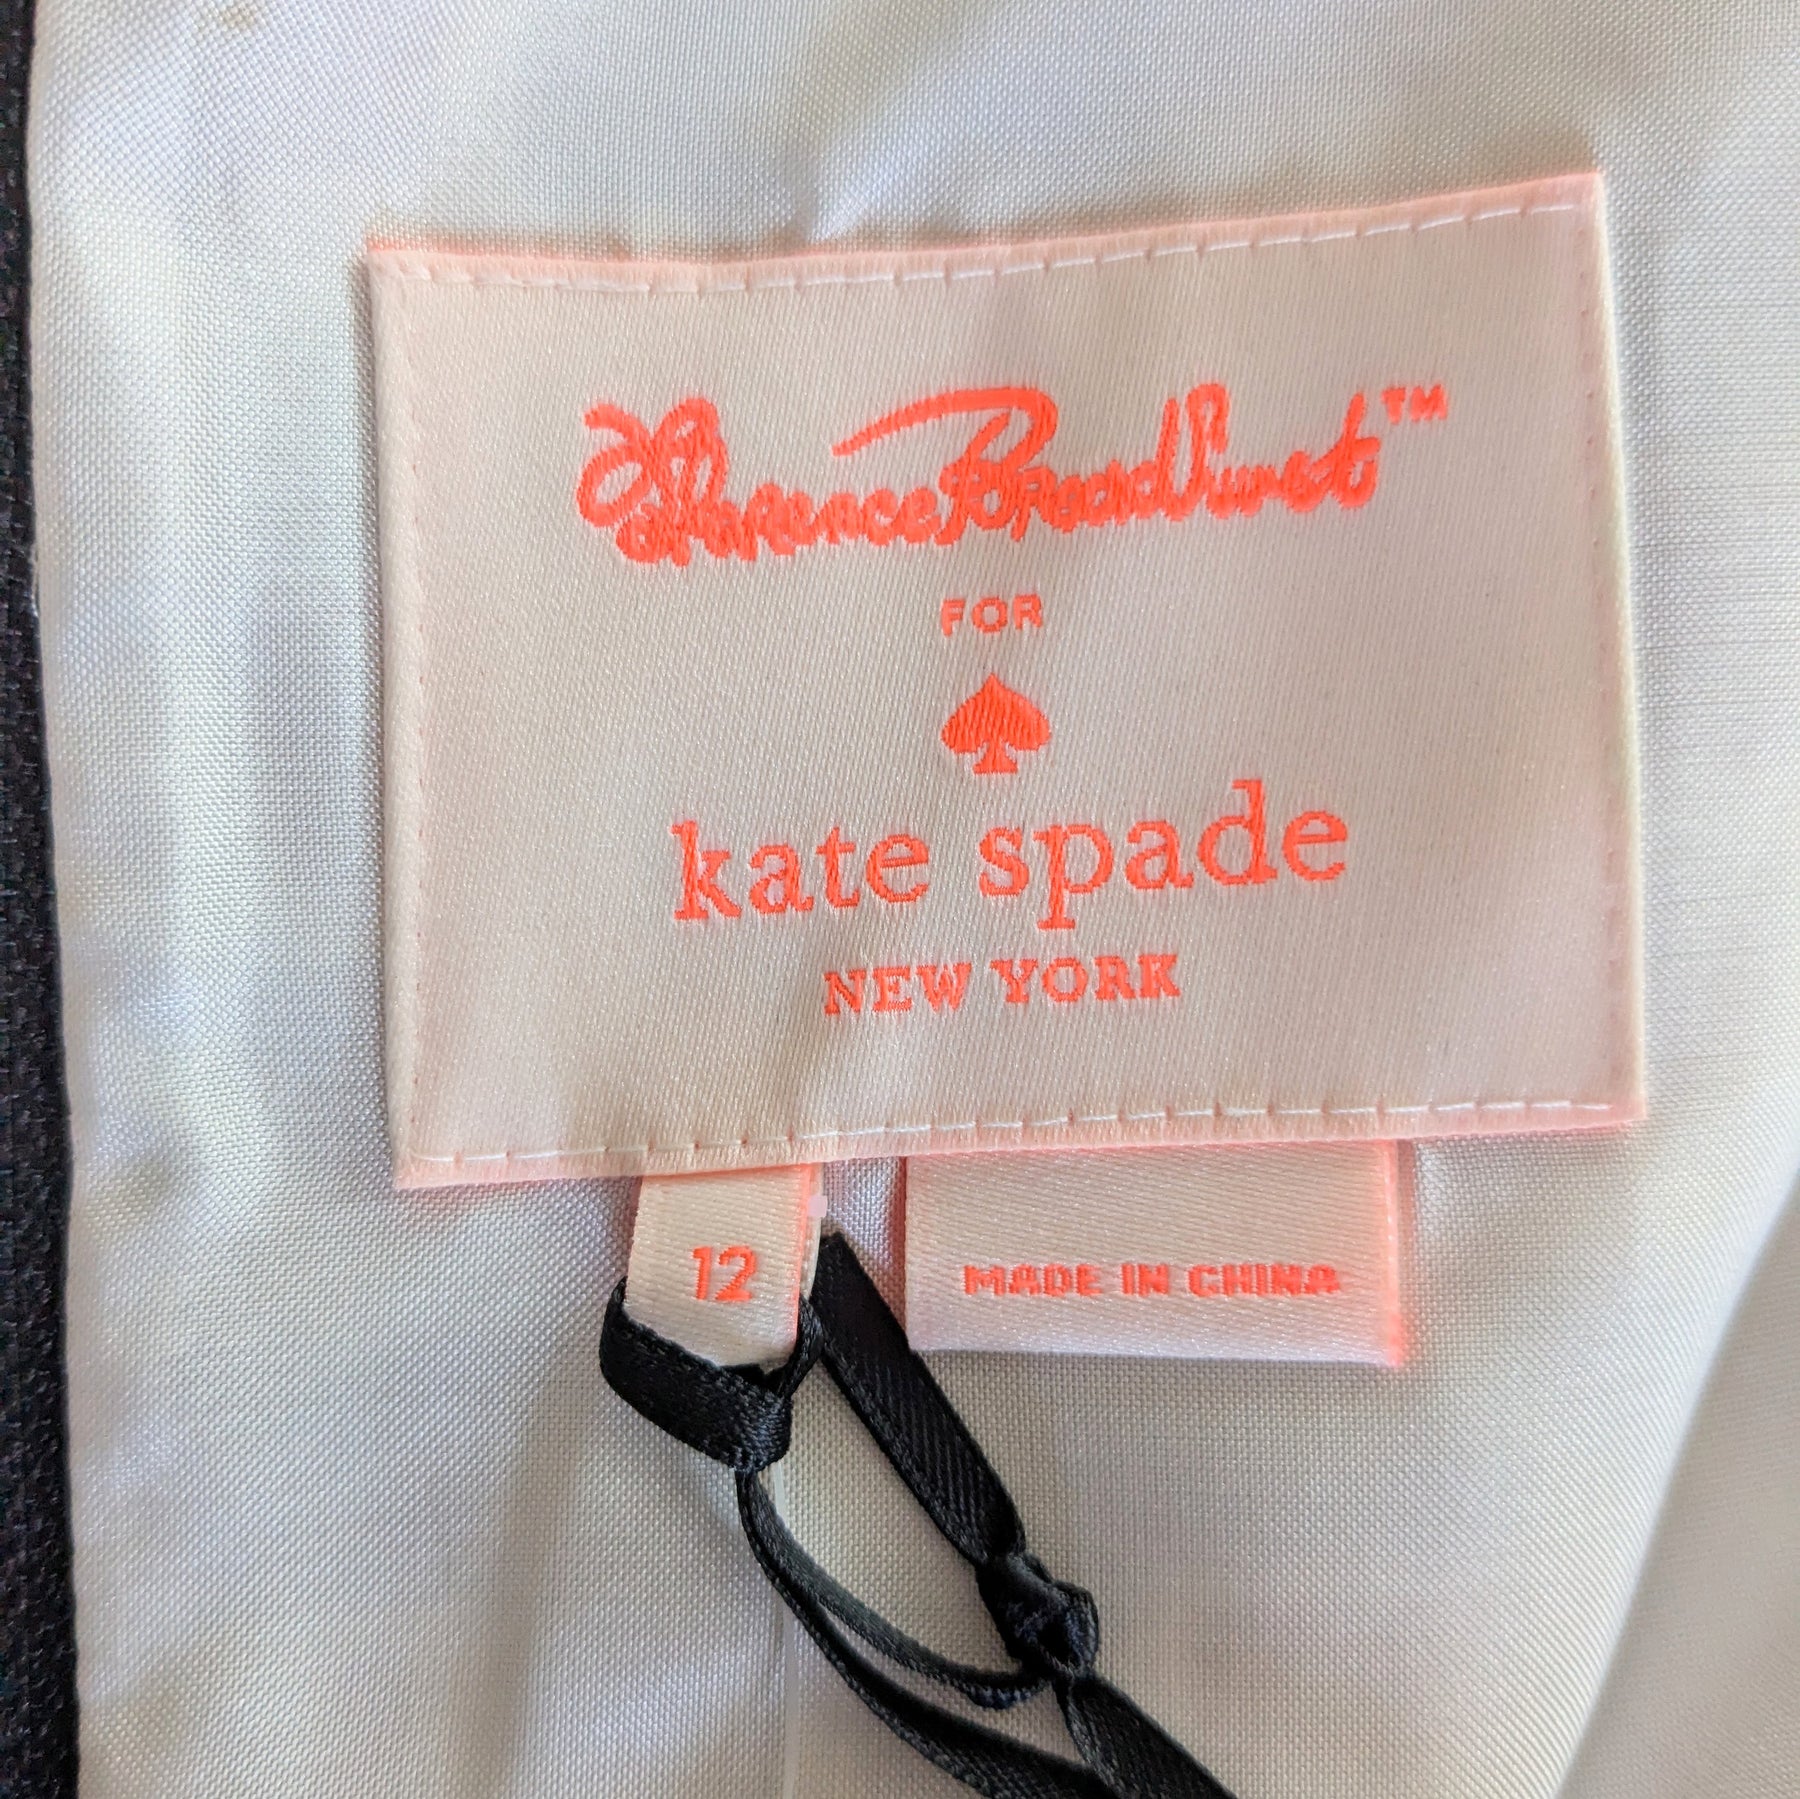 Florence Broadhurst™
FOR
kate spade
NEW YORK
12
MADE IN CHINA